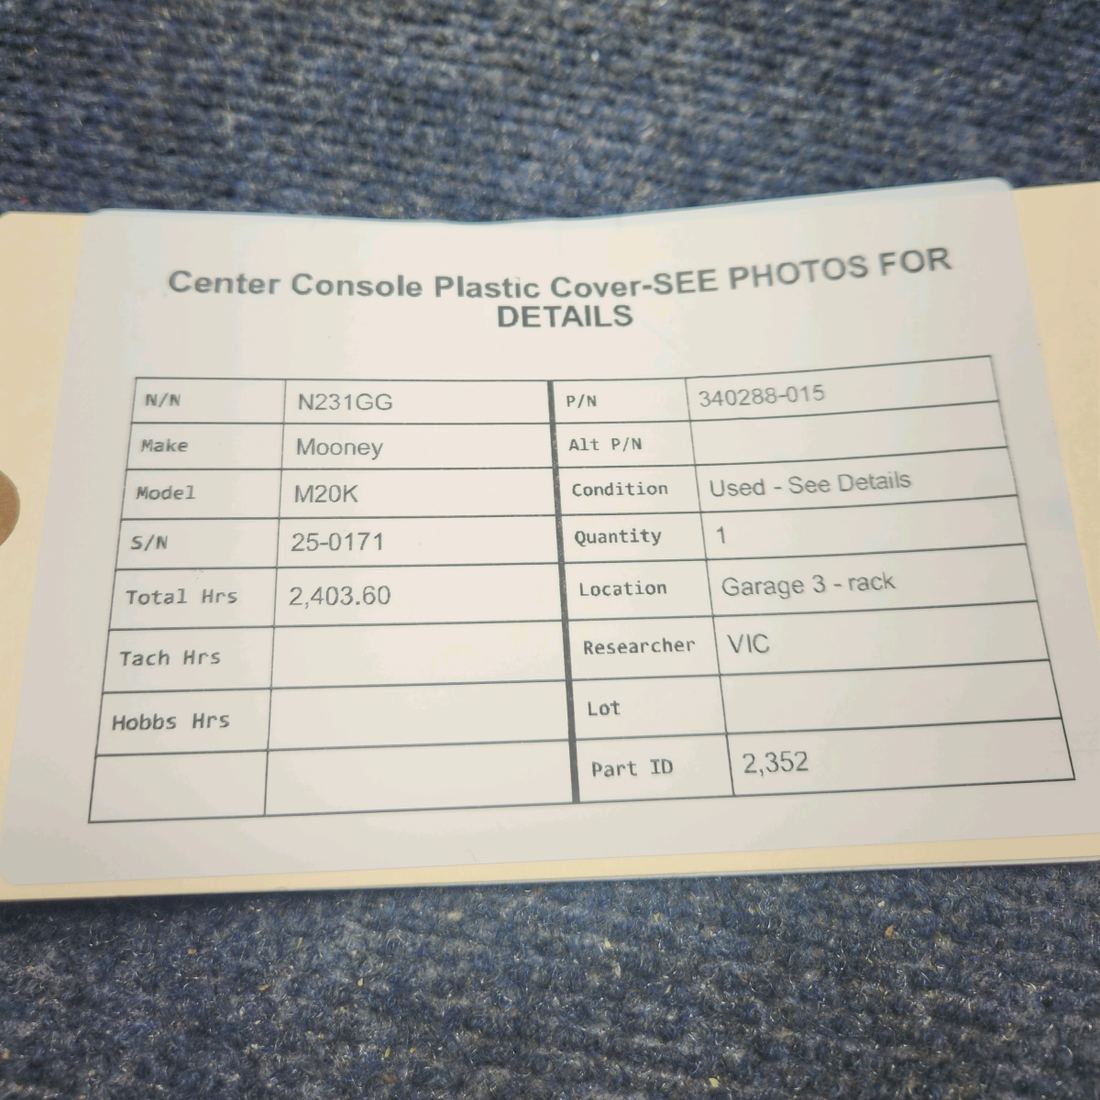 Center Console Plastic Cover-SEE PHOTOS FOR
DETAILS
N/N N231GG P/N 340288-015
Make Mooney Alt P/N
Model M20K Condition Used - See Details
S/N 25-0171 Quantity 1
Total Hrs 2,403.60 Location Garage 3 - rack
Tach Hrs Researcher VIC
Hobbs Hrs Lot
Part ID 2,352